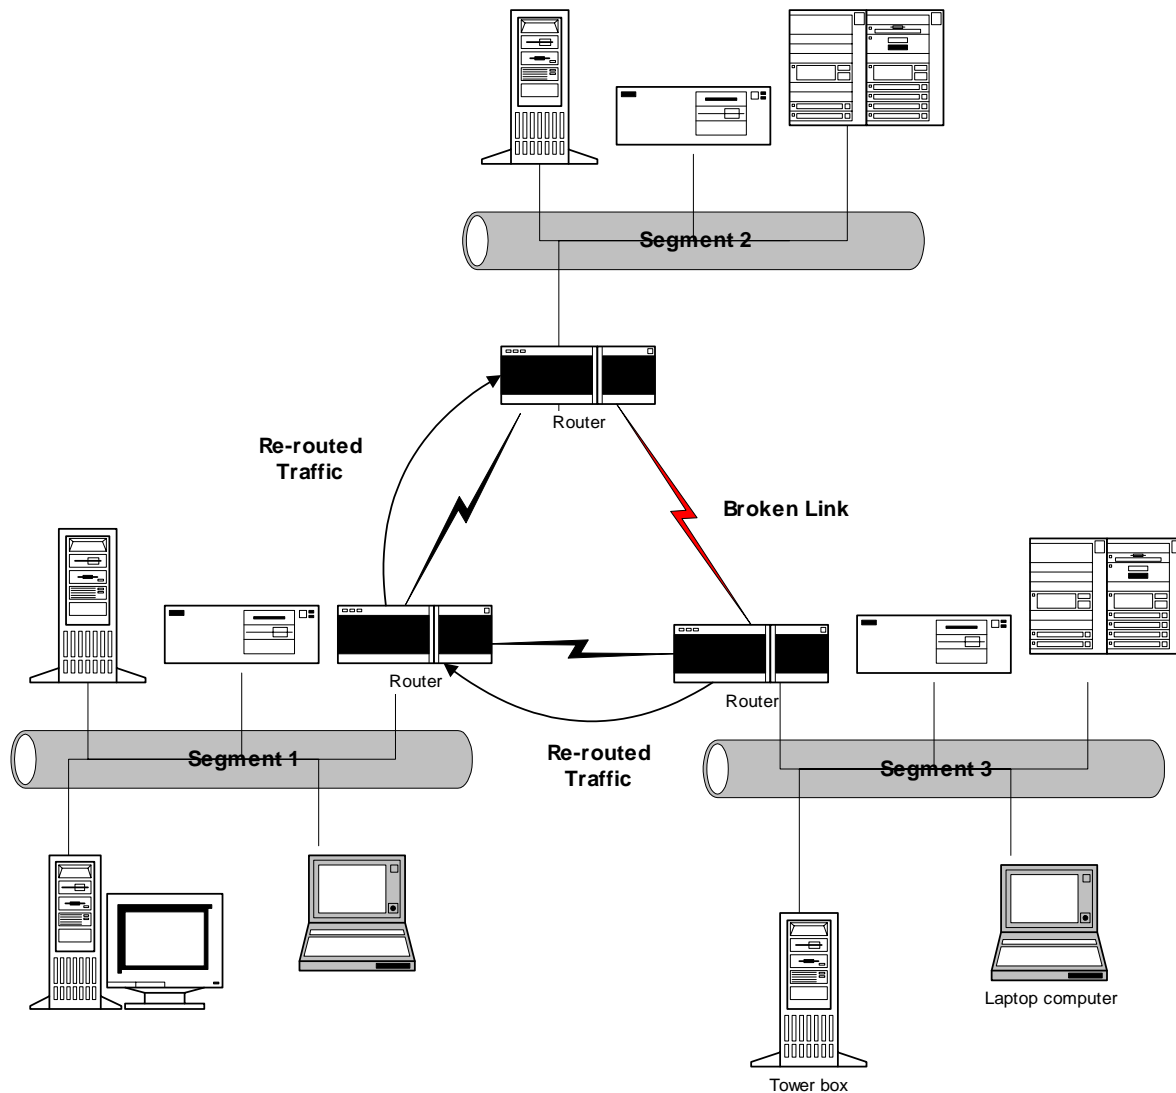 Segment 2
Router
Re-routed
Traffic
Broken Link
Router
Router
Segment 1
Re-routed
Traffic
Segment 3
Laptop computer
Tower box